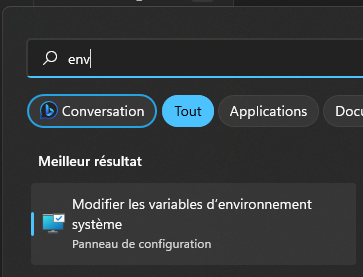 env
Conversation Tout Applications Docu
Meilleur résultat
Modifier les variables d’environnement
système
Panneau de configuration